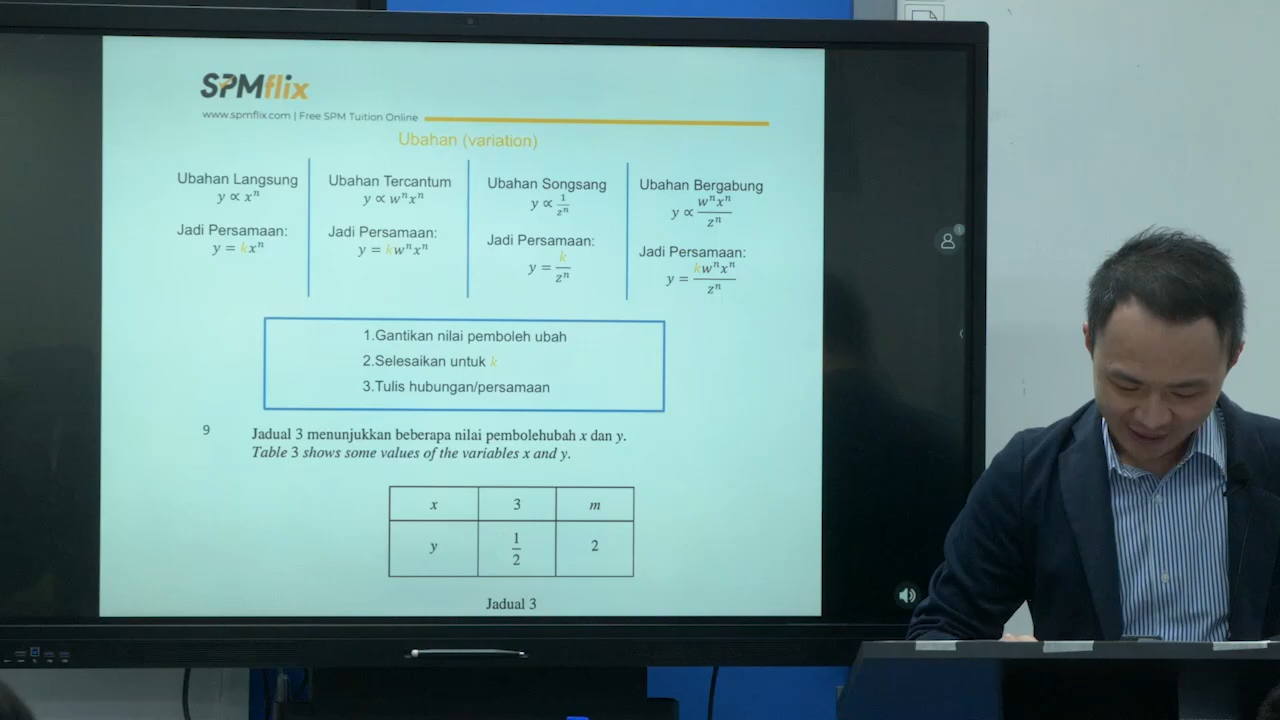 SPMflix
www.spmflix.com | Free SPM Tuition Online
Ubahan (variation)
Ubahan Langsung
y ∝ xⁿ
Jadi Persamaan:
y = kxⁿ
Ubahan Tercantum
y ∝ wⁿxⁿ
Jadi Persamaan:
y = kwⁿxⁿ
Ubahan Songsang
y ∝ 1/zⁿ
Jadi Persamaan:
y = k/zⁿ
Ubahan Bergabung
y ∝ wⁿxⁿ/zⁿ
Jadi Persamaan:
y = kwⁿxⁿ/zⁿ
1.Gantikan nilai pemboleh ubah
2.Selesaikan untuk k
3.Tulis hubungan/persamaan
9 Jadual 3 menunjukkan beberapa nilai pembolehubah x dan y.
Table 3 shows some values of the variables x and y.
x 3 m
y 1/2 2
Jadual 3
1